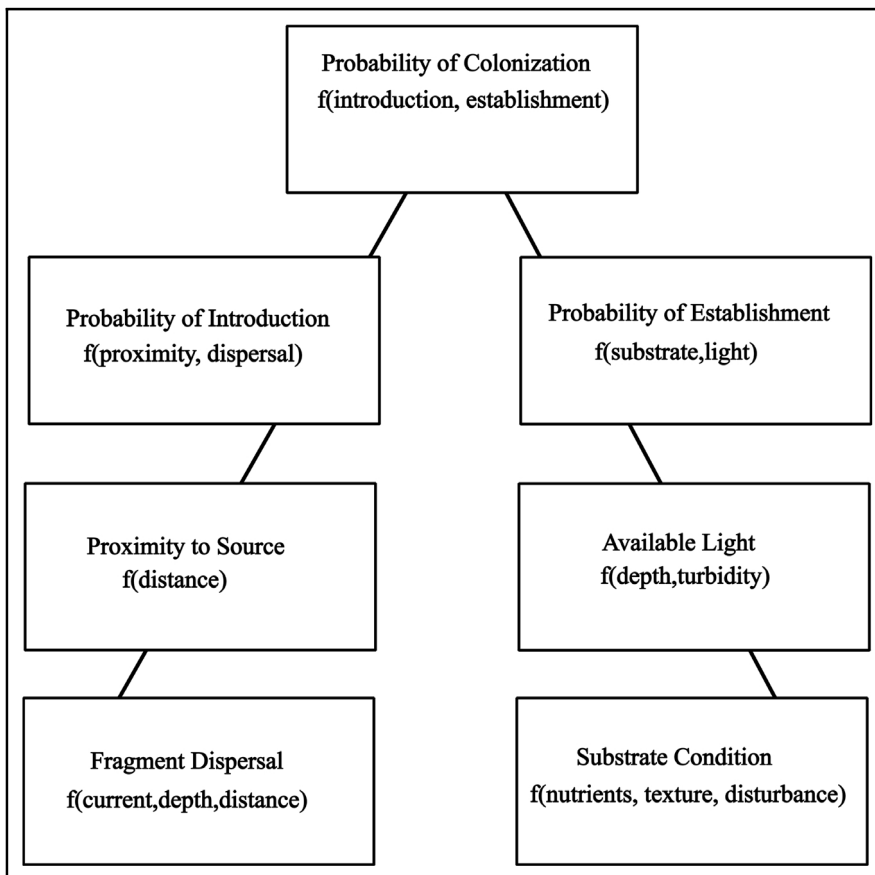 Probability of Colonization
f(introduction, establishment)
Probability of Introduction
f(proximity, dispersal)
Probability of Establishment
f(substrate,light)
Proximity to Source
f(distance)
Available Light
f(depth,turbidity)
Fragment Dispersal
f(current,depth,distance)
Substrate Condition
f(nutrients, texture, disturbance)